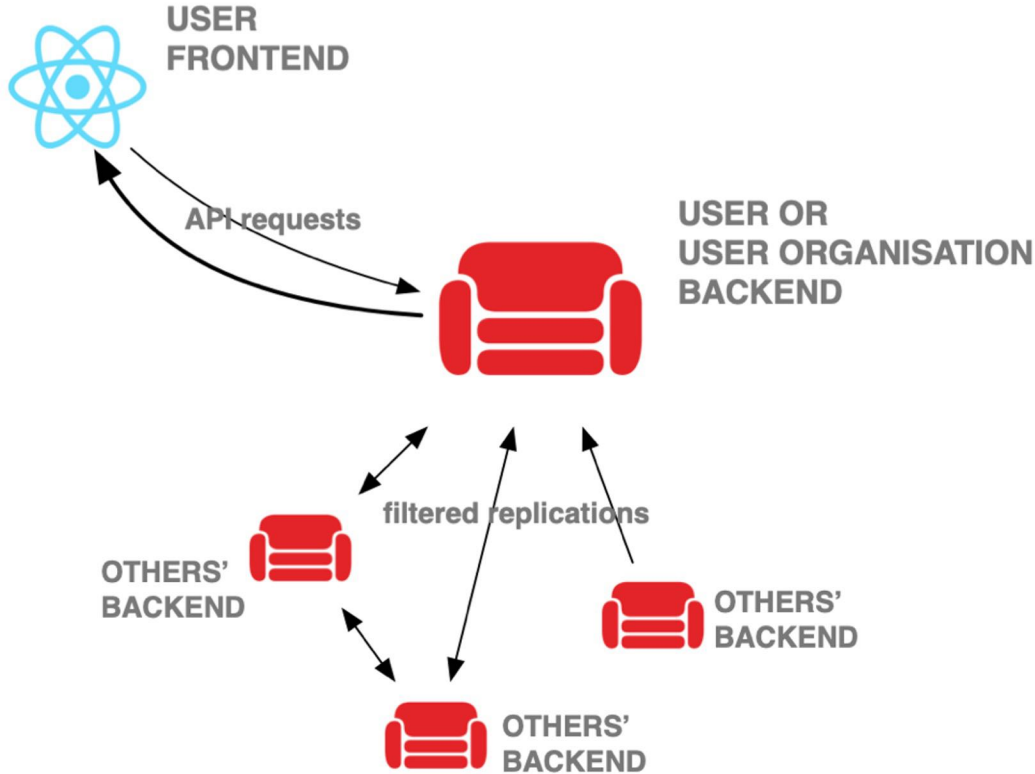 USER
FRONTEND
API requests
USER OR
USER ORGANISATION
BACKEND
filtered replications
OTHERS’
BACKEND
OTHERS’
BACKEND
OTHERS’
BACKEND